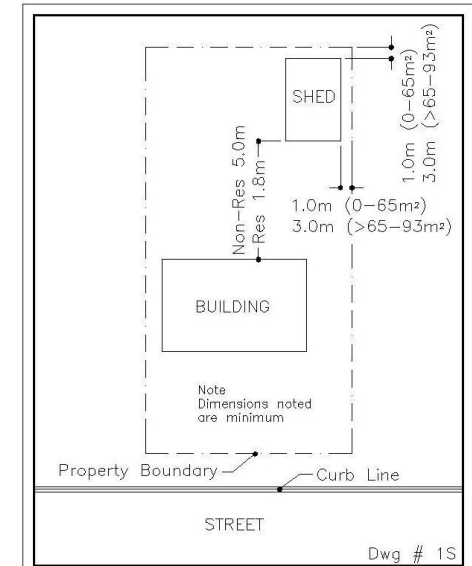 SHED
1.0m (0-65m²)
3.0m (>65-93m²)
Non-Res 5.0m
Res 1.8m
1.0m (0-65m²)
3.0m (>65-93m²)
BUILDING
Note
Dimensions noted
are minimum
Property Boundary
Curb Line
STREET
Dwg # 1S